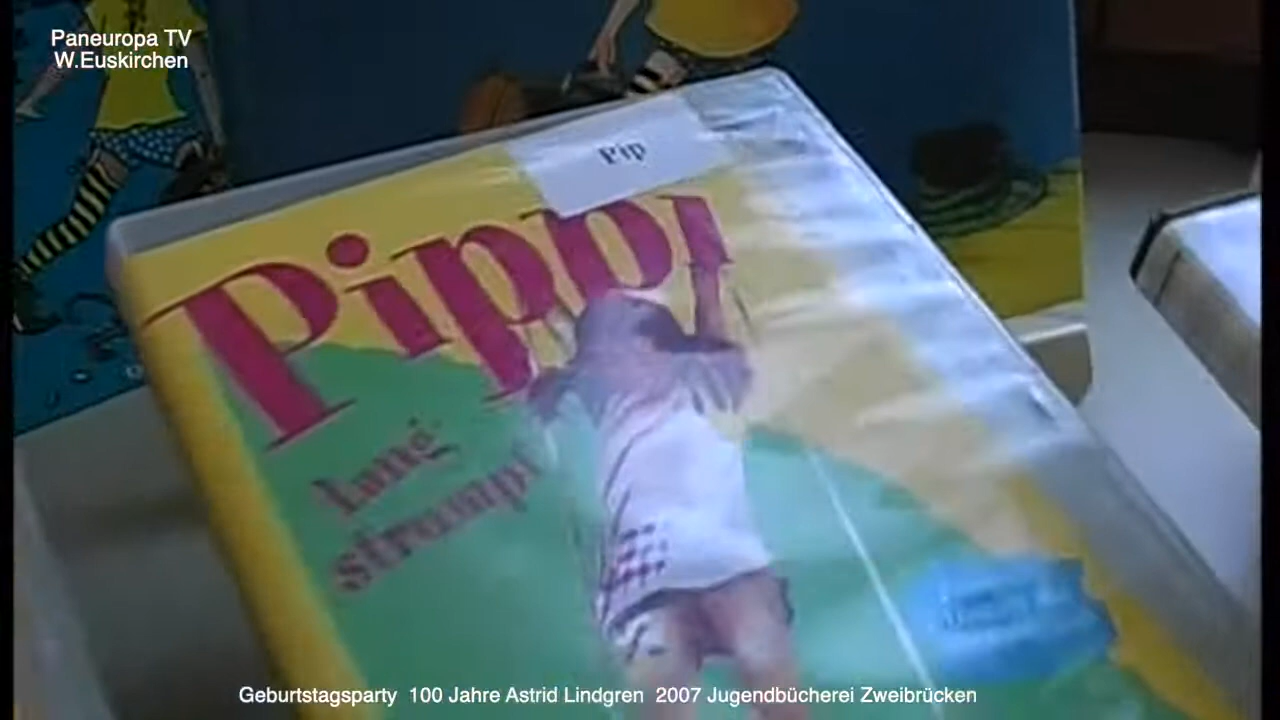 Paneuropa TV
W.Euskirchen
Pip
Pippi
Lang-
strumpf
Geburtstagsparty 100 Jahre Astrid Lindgren 2007 Jugendbücherei Zweibrücken